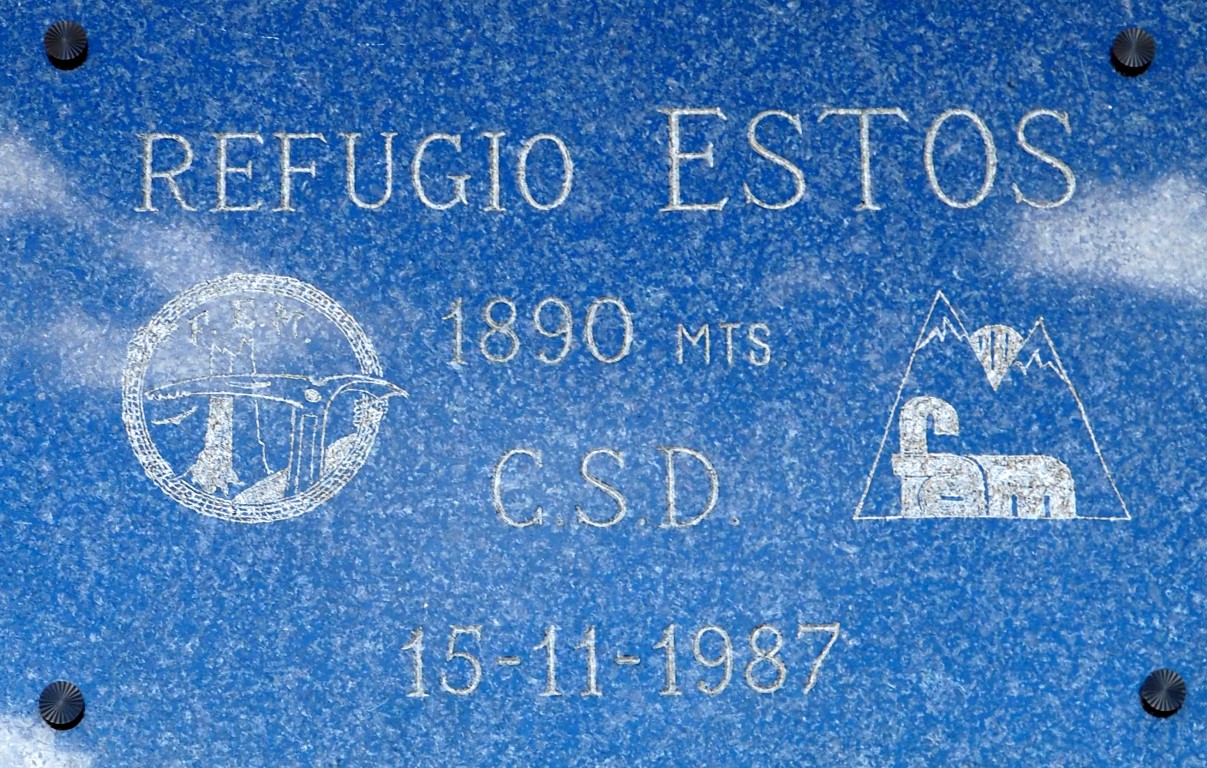 REFUGIO ESTOS
1890 MTS
F.E.M.
C.S.D.
fam
15-11-1987